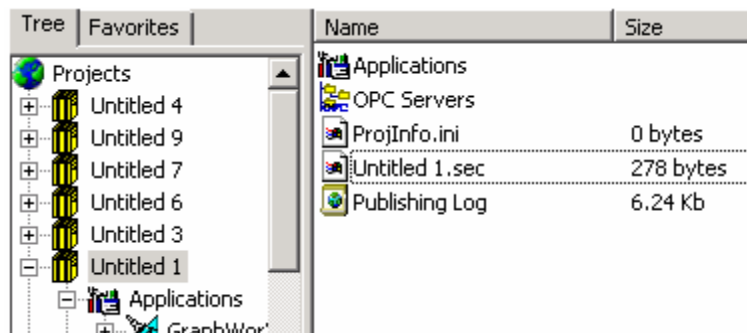 Tree Favorites
Projects
Untitled 4
Untitled 9
Untitled 7
Untitled 6
Untitled 3
Untitled 1
Applications
Name Size
Applications
OPC Servers
ProjInfo.ini 0 bytes
Untitled 1.sec 278 bytes
Publishing Log 6.24 Kb